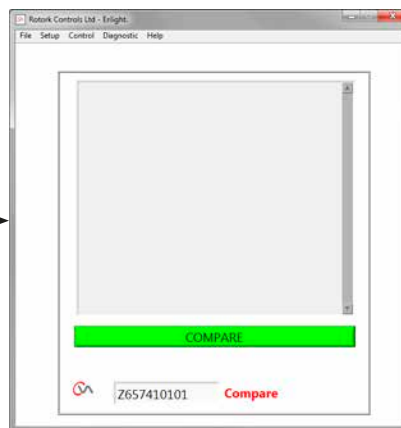 Rotork Controls Ltd - Enlight.
File Setup Control Diagnostic Help
COMPARE
Z657410101 Compare